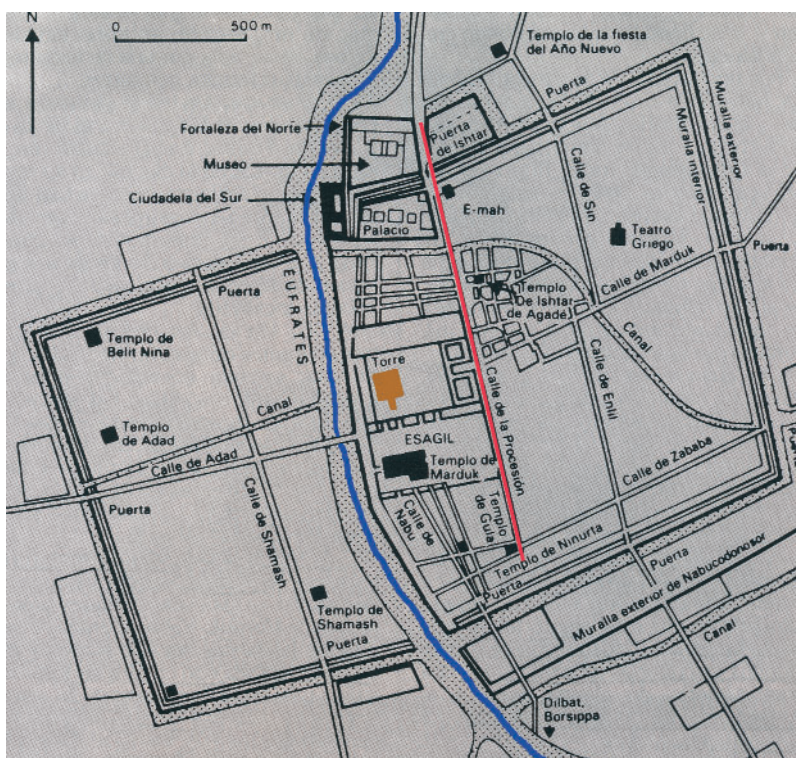 N
0
500 m
Templo de la fiesta
del Año Nuevo
Puerta
Muralla exterior
Muralla interior
Fortaleza del Norte
Puerta
de Ishtar
Museo
Calle de Sin
Ciudadela del Sur
E-mah
Palacio
Teatro
Griego
Puerta
Calle de Marduk
EUFRATES
Puerta
Templo
De Ishtar
de Agadé
Canal
Templo de
Belit Nina
Torre
Calle de la Procesión
Calle de Enlil
Canal
Templo
de Adad
ESAGIL
Calle de Adad
Templo de
Marduk
Calle de Zababa
Puerta
Calle de Shamash
Calle de
Nabu
Templo
de Gula
Templo de Ninurta
Puerta
Puerta
Templo de
Shamash
Puerta
Muralla exterior de Nabucodonosor
Canal
Dilbat,
Borsippa